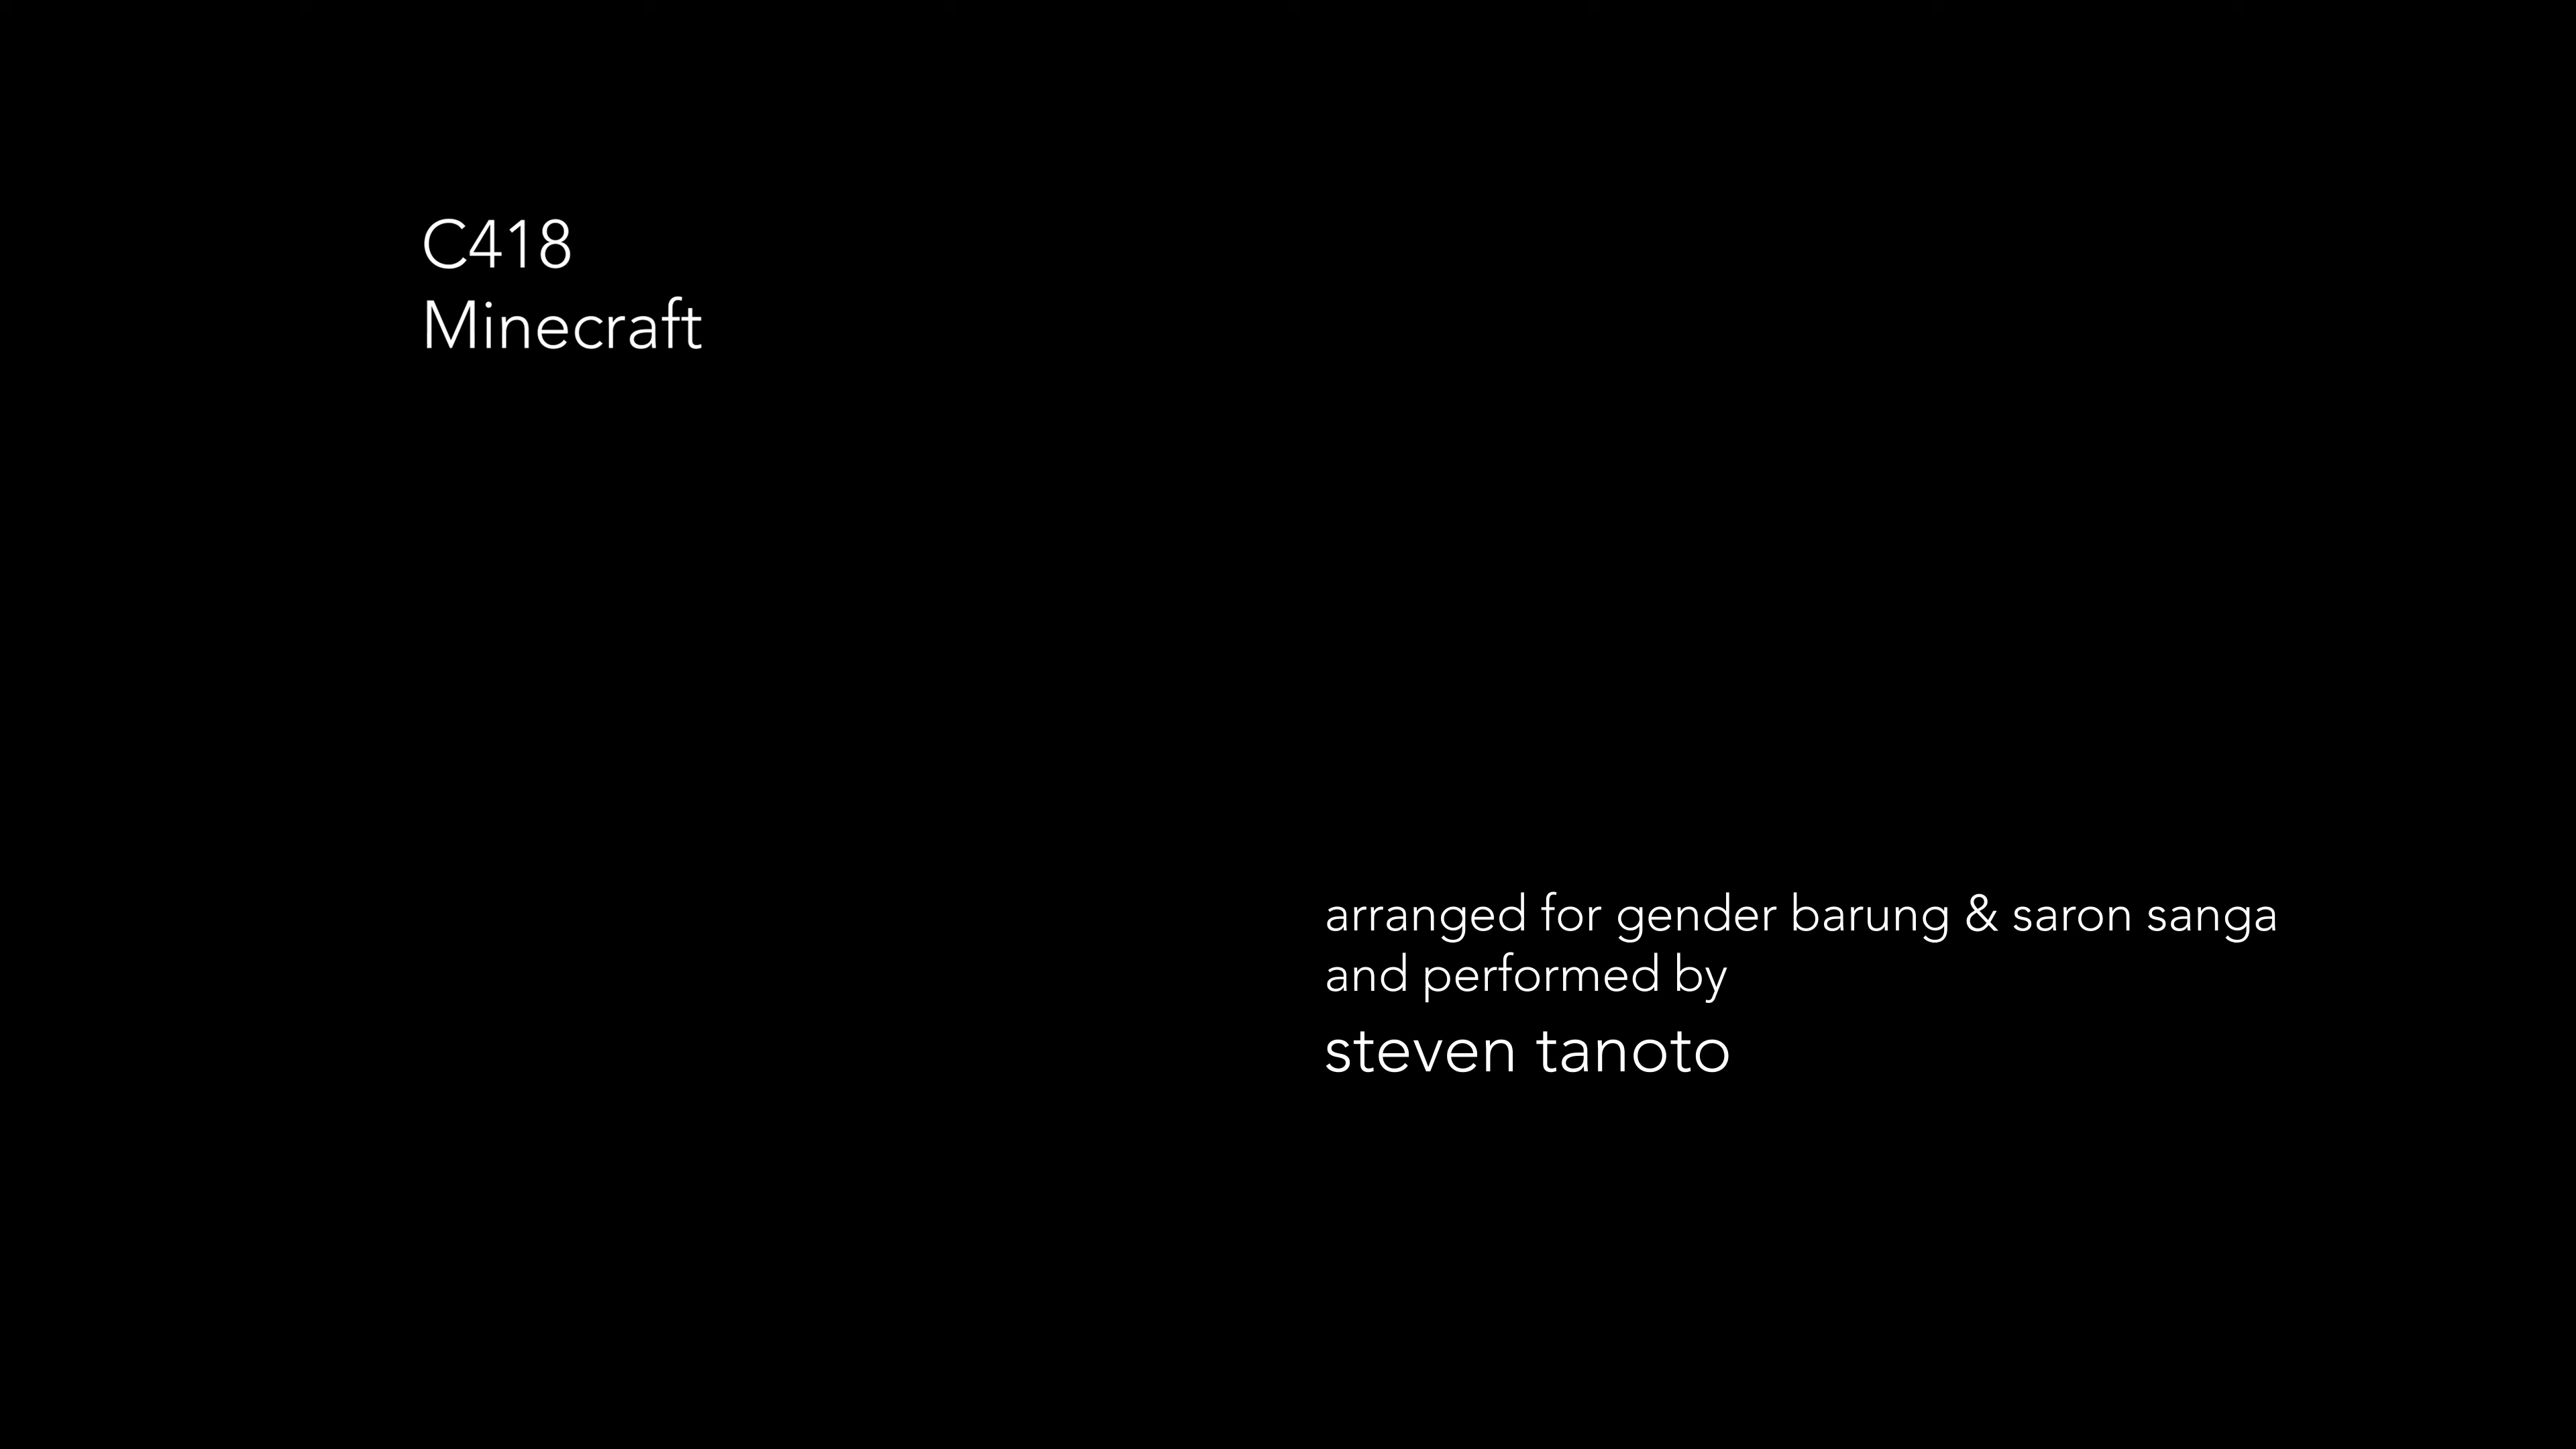 C418
Minecraft
arranged for gender barung & saron sanga
and performed by
steven tanoto